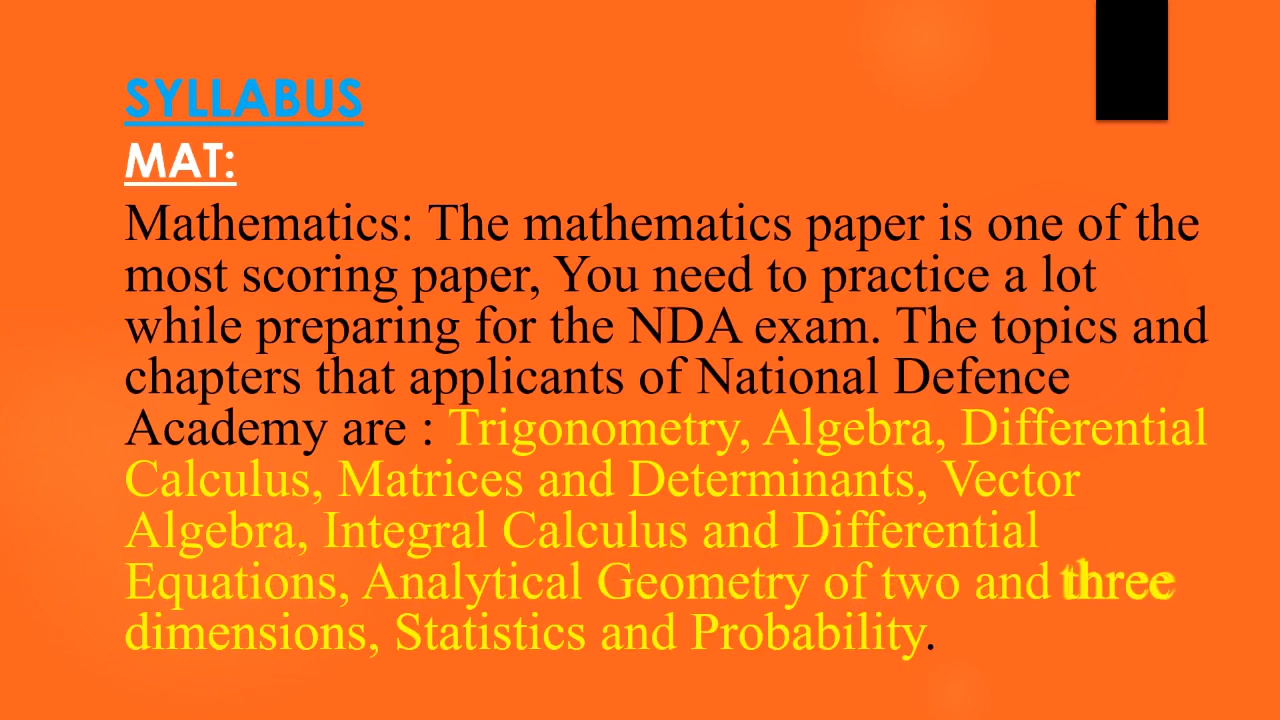 SYLLABUS
MAT:
Mathematics: The mathematics paper is one of the
most scoring paper, You need to practice a lot
while preparing for the NDA exam. The topics and
chapters that applicants of National Defence
Academy are : Trigonometry, Algebra, Differential
Calculus, Matrices and Determinants, Vector
Algebra, Integral Calculus and Differential
Equations, Analytical Geometry of two and three
dimensions, Statistics and Probability.